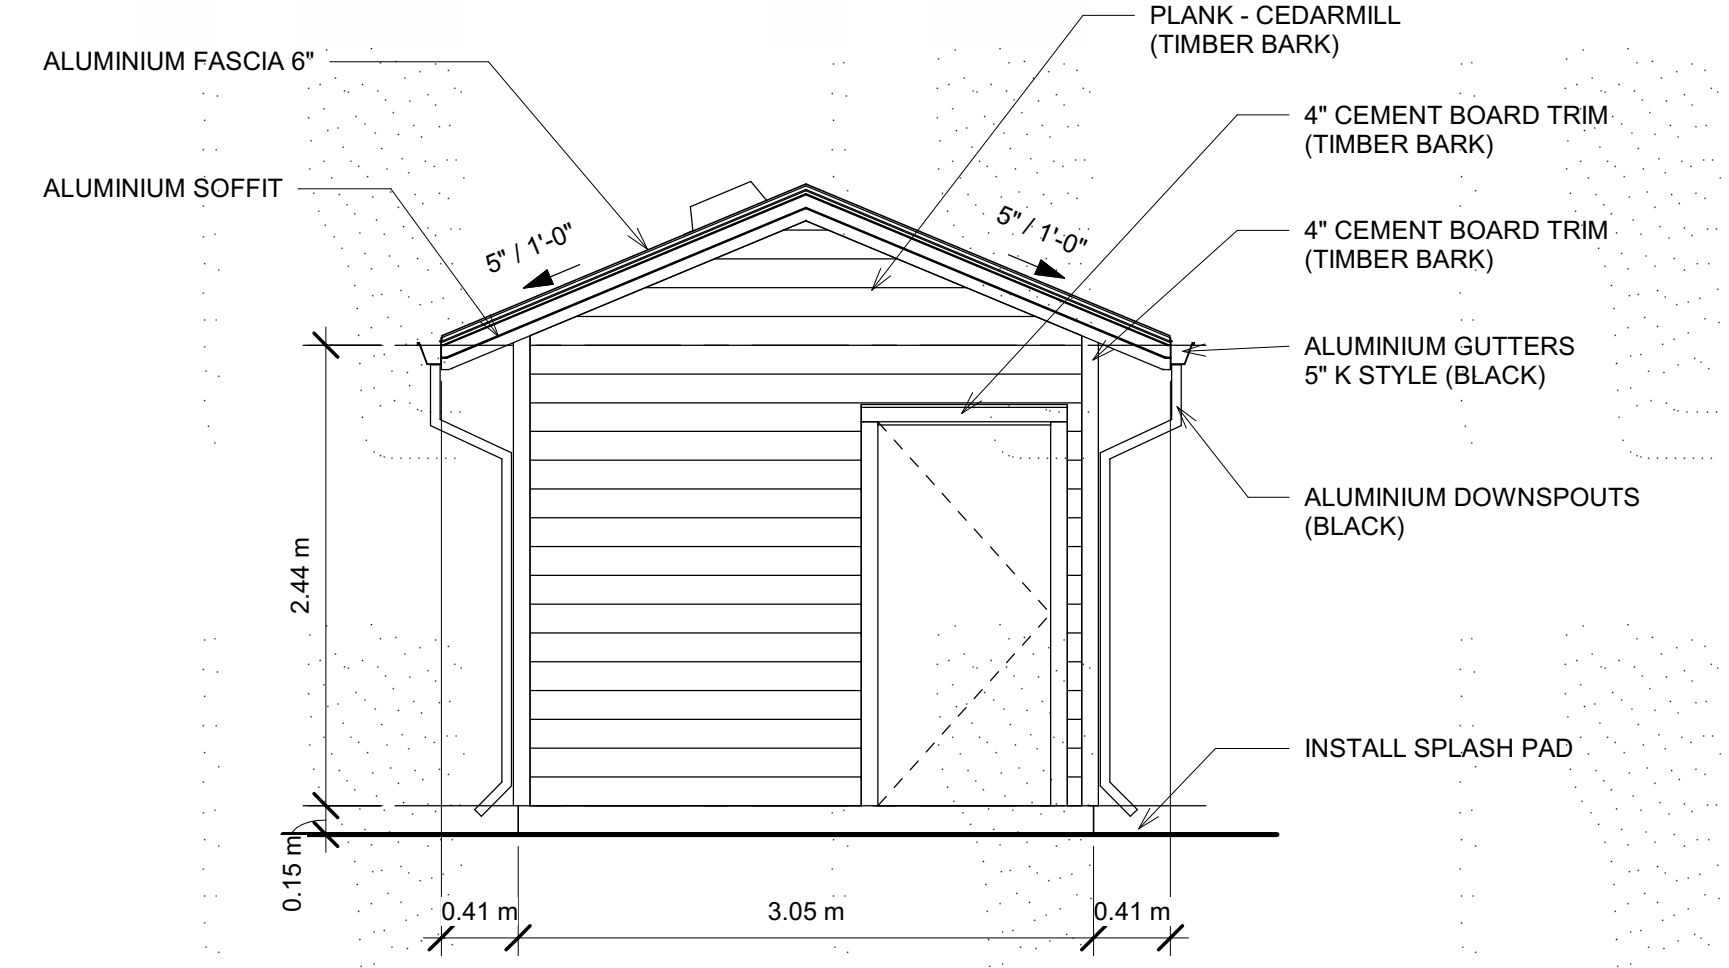 PLANK - CEDARMILL
(TIMBER BARK)
ALUMINIUM FASCIA 6"
4" CEMENT BOARD TRIM
(TIMBER BARK)
ALUMINIUM SOFFIT
5" / 1'-0"
5" / 1'-0"
4" CEMENT BOARD TRIM
(TIMBER BARK)
ALUMINIUM GUTTERS
5" K STYLE (BLACK)
ALUMINIUM DOWNSPOUTS
(BLACK)
2.44 m
INSTALL SPLASH PAD
0.15 m
0.41 m
3.05 m
0.41 m